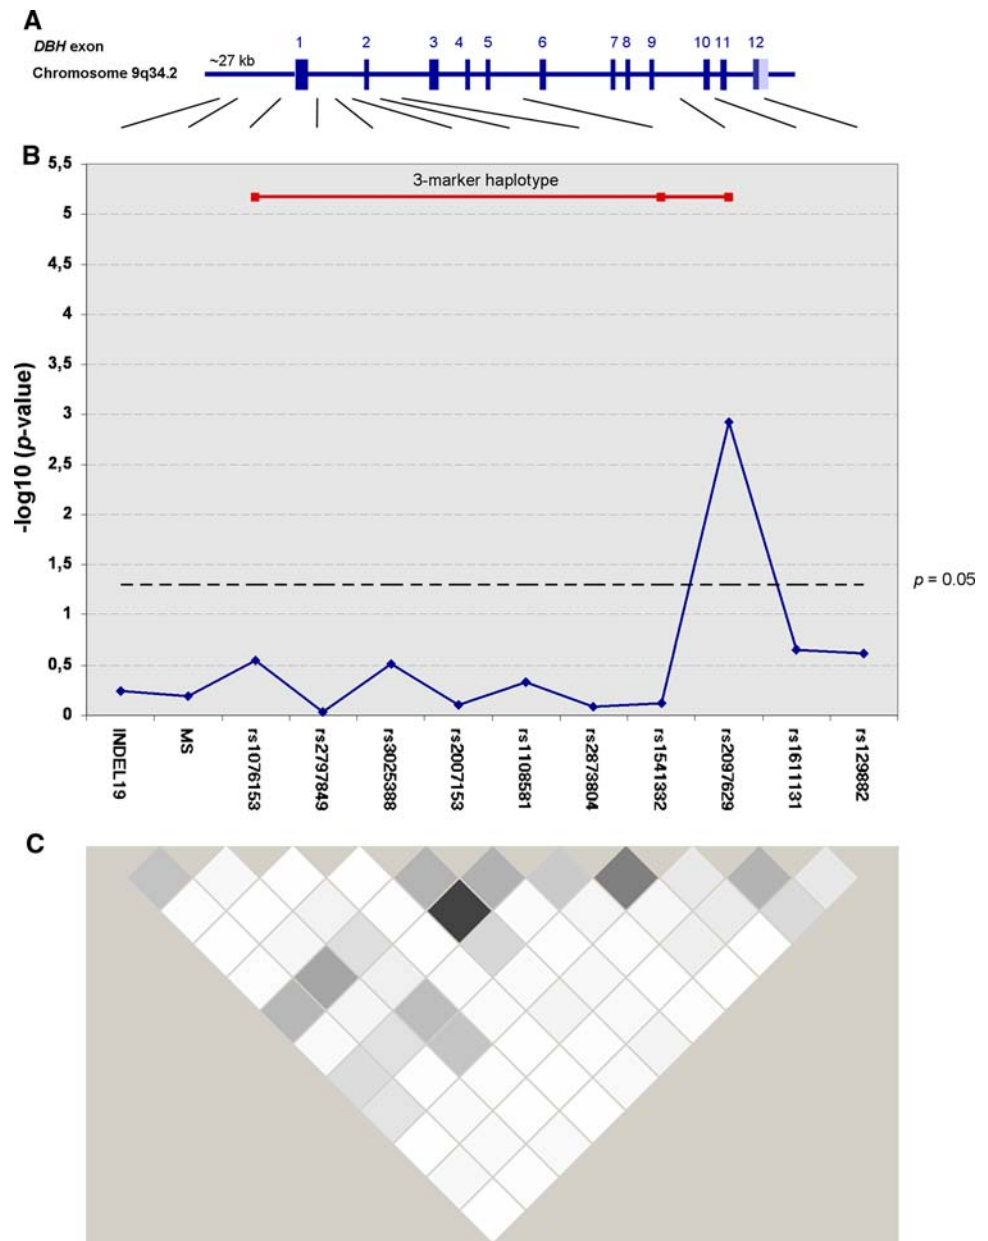 A
DBH exon
Chromosome 9q34.2
~27 kb
1 2 3 4 5 6 7 8 9 10 11 12
B
3-marker haplotype
5,5
5
4,5
4
3,5
3
2,5
2
1,5
1
0,5
0
-log10 (p-value)
p = 0.05
INDEL19
MS
rs1076153
rs2797849
rs3025388
rs2007153
rs1108581
rs2873804
rs1541332
rs2097629
rs1611131
rs129882
C